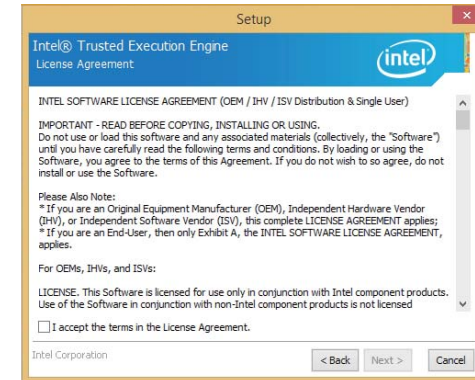 Setup
Intel® Trusted Execution Engine
License Agreement
intel
INTEL SOFTWARE LICENSE AGREEMENT (OEM / IHV / ISV Distribution & Single User)
IMPORTANT - READ BEFORE COPYING, INSTALLING OR USING.
Do not use or load this software and any associated materials (collectively, the "Software")
until you have carefully read the following terms and conditions. By loading or using the
Software, you agree to the terms of this Agreement. If you do not wish to so agree, do not
install or use the Software.
Please Also Note:
* If you are an Original Equipment Manufacturer (OEM), Independent Hardware Vendor
(IHV), or Independent Software Vendor (ISV), this complete LICENSE AGREEMENT applies;
* If you are an End-User, then only Exhibit A, the INTEL SOFTWARE LICENSE AGREEMENT,
applies.
For OEMs, IHVs, and ISVs:
LICENSE. This Software is licensed for use only in conjunction with Intel component products.
Use of the Software in conjunction with non-Intel component products is not licensed
I accept the terms in the License Agreement.
Intel Corporation
< Back
Next >
Cancel